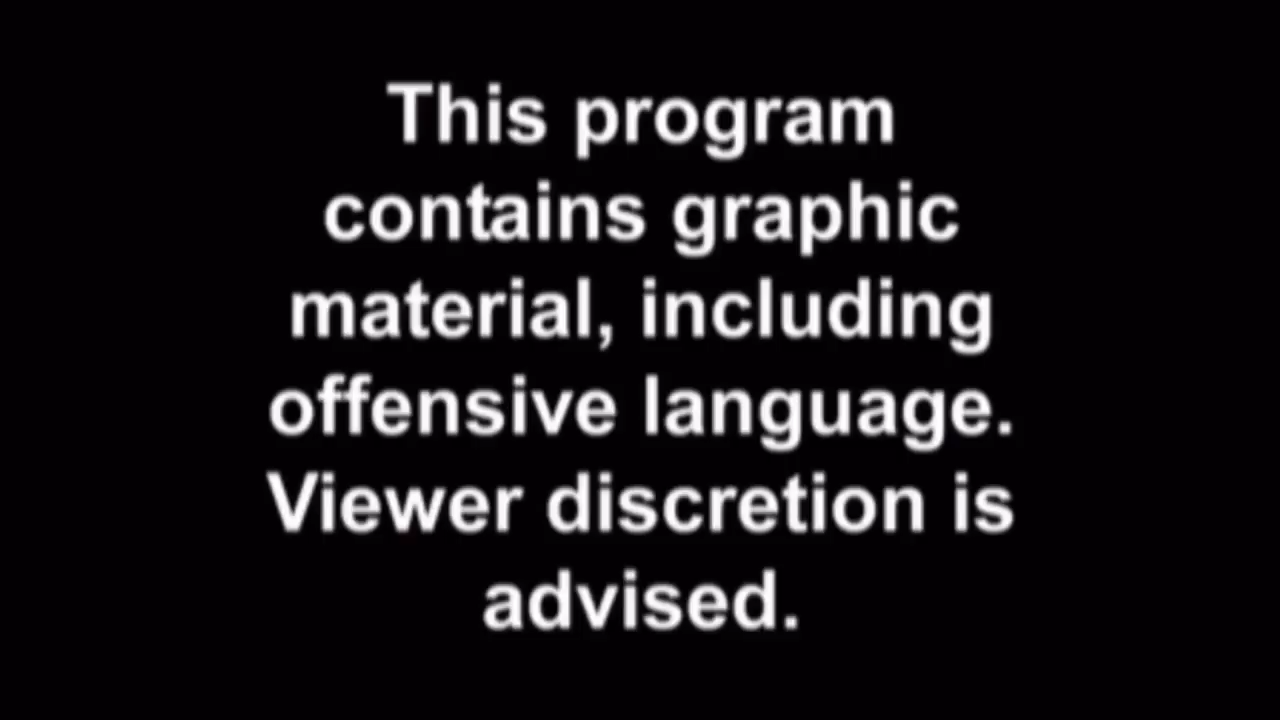 This program
contains graphic
material, including
offensive language.
Viewer discretion is
advised.